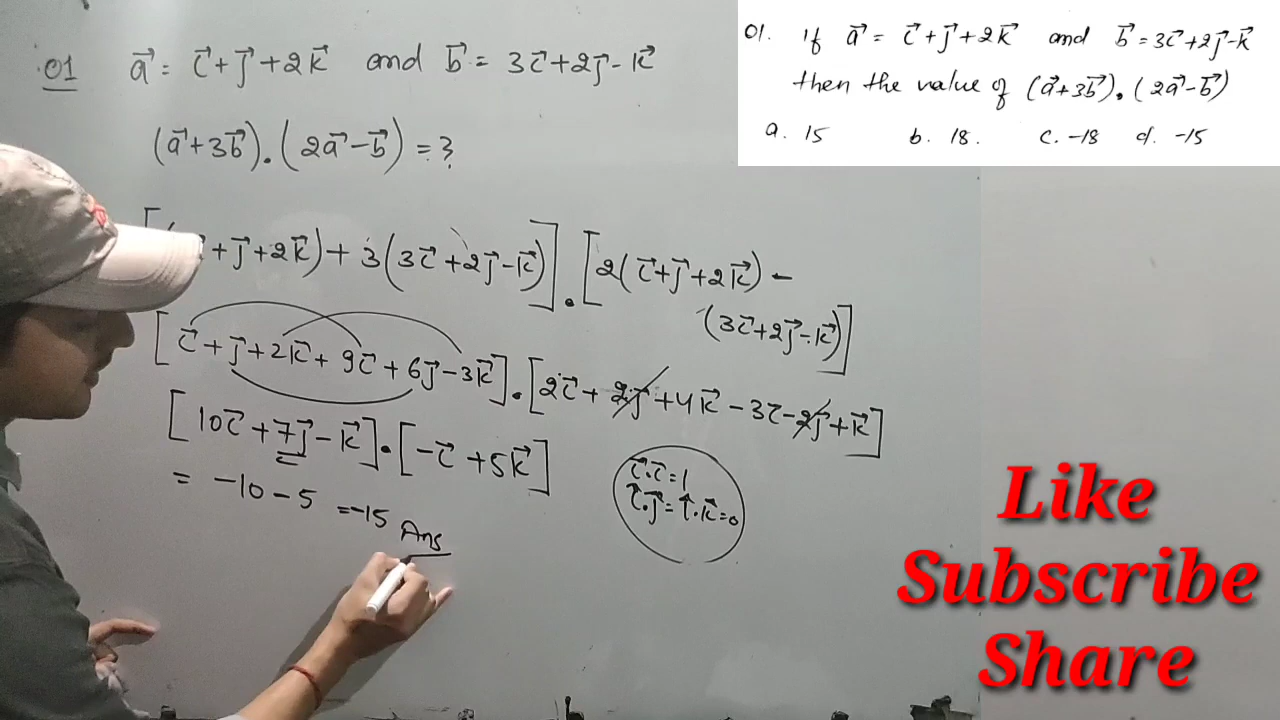 01 a⃗ = i⃗ + j⃗ + 2k⃗ and b⃗ = 3i⃗ + 2j⃗ - k⃗
(a⃗ + 3b⃗).(2a⃗ - b⃗) = ?
+ j⃗ + 2k⃗) + 3(3i⃗ + 2j⃗ - k⃗)] . [2(i⃗ + j⃗ + 2k⃗) -
(3i⃗ + 2j⃗ - k⃗)]
[i⃗ + j⃗ + 2k⃗ + 9i⃗ + 6j⃗ - 3k⃗] . [2i⃗ + 2j⃗ + 4k⃗ - 3i⃗ - 2j⃗ + k⃗]
[10i⃗ + 7j⃗ - k⃗] . [-i⃗ + 5k⃗]
= -10 - 5 = -15 Ans
i⃗.i⃗ = 1
i⃗.j⃗ = i⃗.k⃗ = 0
01. If a⃗ = i⃗ + j⃗ + 2k⃗ and b⃗ = 3i⃗ + 2j⃗ - k⃗
then the value of (a⃗ + 3b⃗).(2a⃗ - b⃗)
a. 15 b. 18. c. -18 d. -15
Like
Subscribe
Share